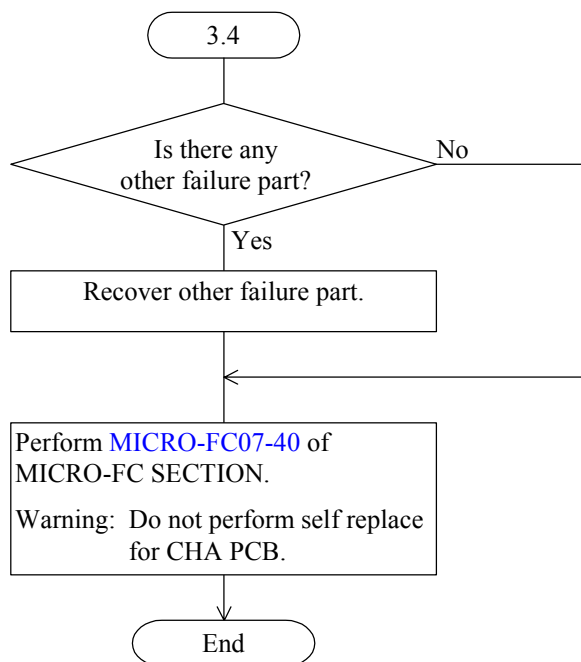 3.4
Is there any
other failure part?
No
Yes
Recover other failure part.
Perform MICRO-FC07-40 of
MICRO-FC SECTION.
Warning: Do not perform self replace
for CHA PCB.
End